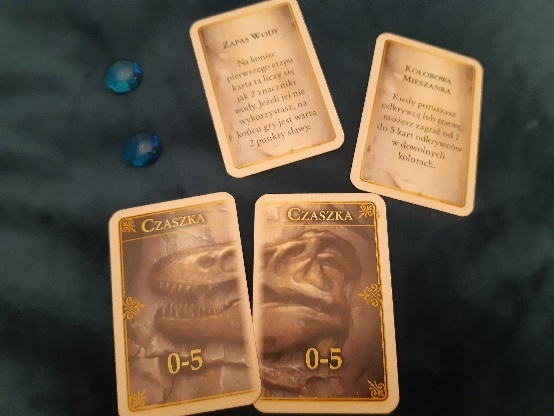 Zapas Wody
Na koniec
pierwszego etapu
karta ta liczy się
jak 2 znaczniki
wody. Jeżeli jej nie
wykorzystasz, na
końcu gry jest warta
2 punkty sławy.
Kolorowa
Mieszanka
Kiedy poruszasz
odkrywcę lub tratwę,
możesz zagrać od 1
do 5 kart odkrywców
w dowolnych
kolorach.
Czaszka
0-5
Czaszka
0-5